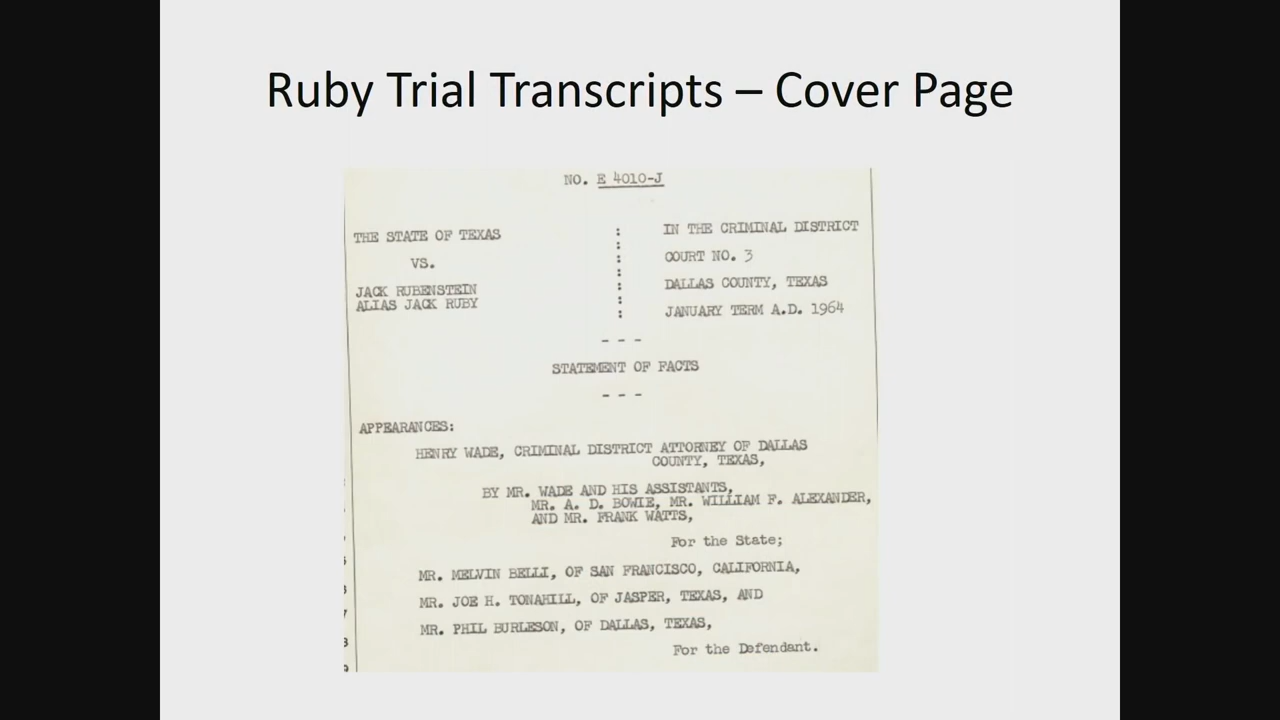 Ruby Trial Transcripts – Cover Page
NO. E 4010-J
THE STATE OF TEXAS
VS.
JACK RUBENSTEIN
ALIAS JACK RUBY
:
:
:
:
:
:
:
IN THE CRIMINAL DISTRICT
COURT NO. 3
DALLAS COUNTY, TEXAS
JANUARY TERM A.D. 1964
- - -
STATEMENT OF FACTS
- - -
APPEARANCES:
HENRY WADE, CRIMINAL DISTRICT ATTORNEY OF DALLAS
COUNTY, TEXAS,
BY MR. WADE AND HIS ASSISTANTS,
MR. A. D. BOWIE, MR. WILLIAM F. ALEXANDER,
AND MR. FRANK WATTS,
For the State;
MR. MELVIN BELLI, OF SAN FRANCISCO, CALIFORNIA,
MR. JOE H. TONAHILL, OF JASPER, TEXAS, AND
MR. PHIL BURLESON, OF DALLAS, TEXAS,
For the Defendant.